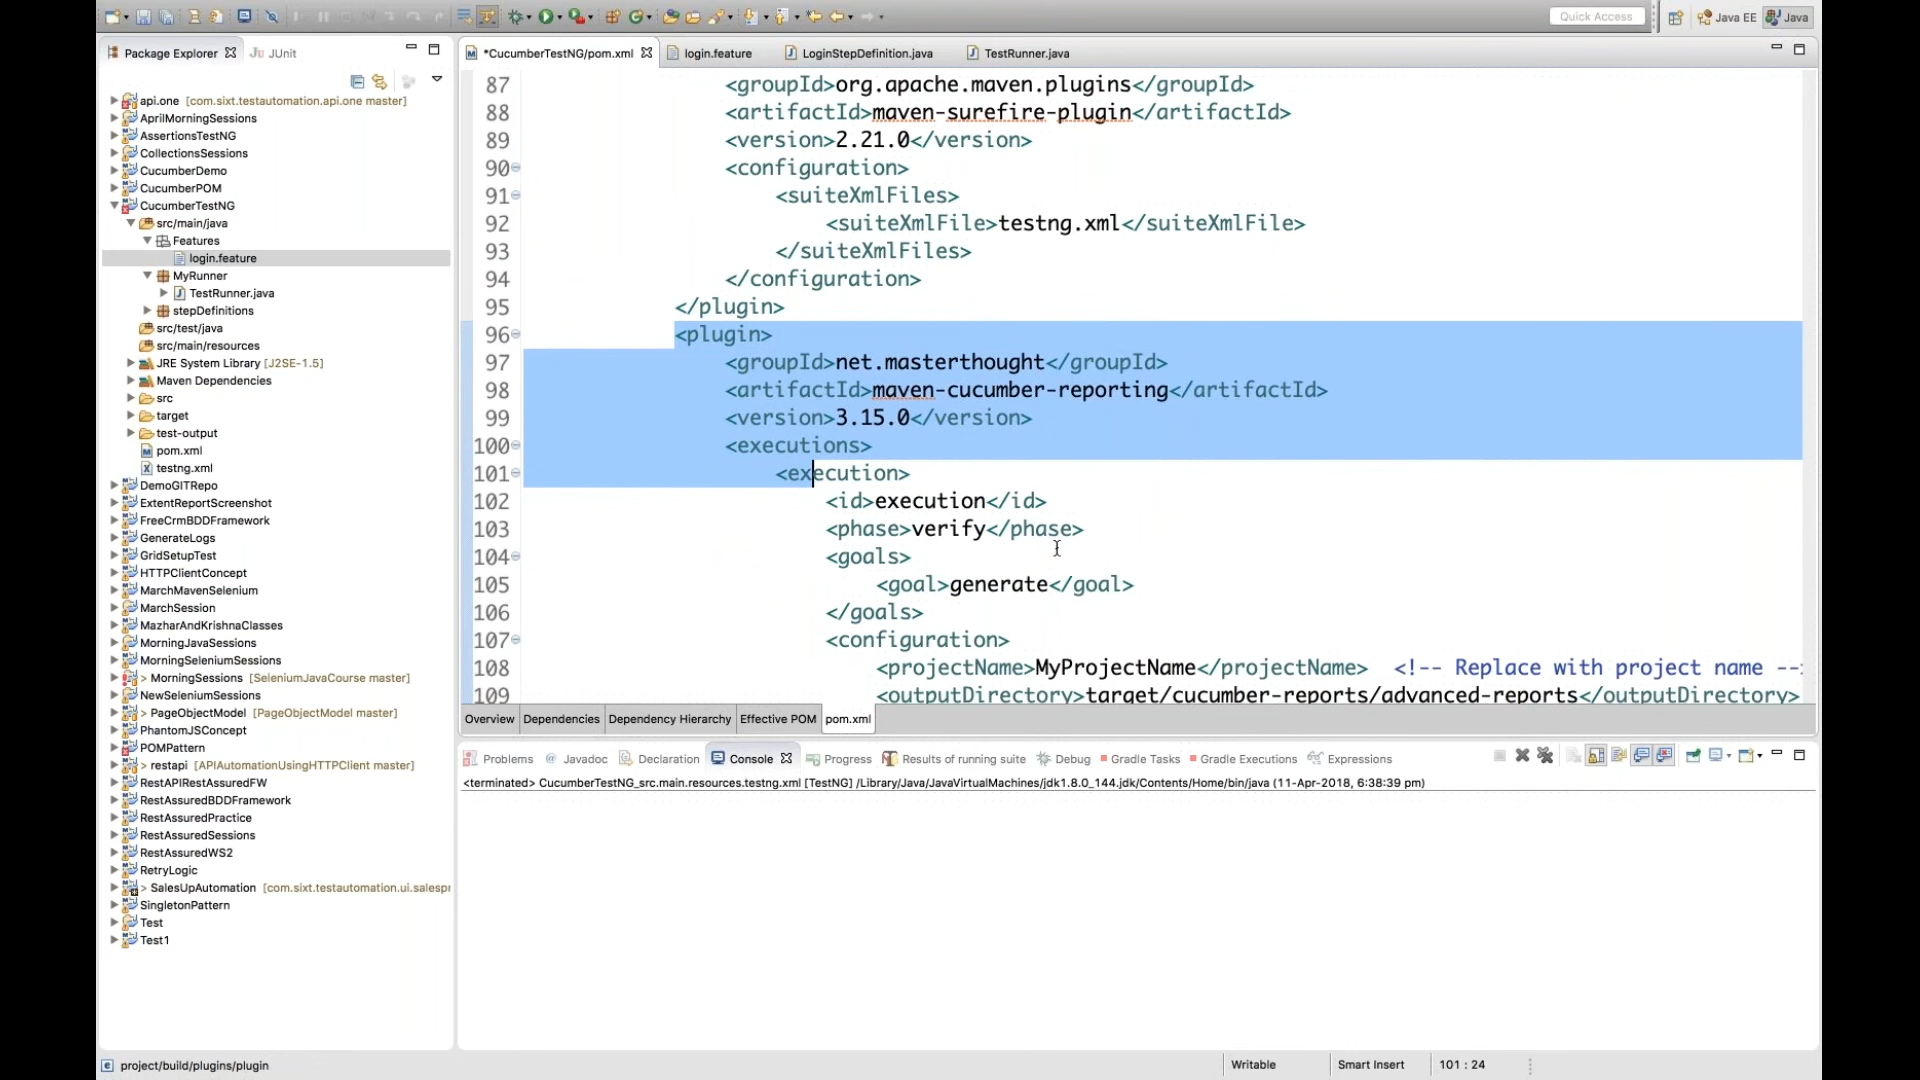 Quick Access
Java EE
Java
Package Explorer
JUnit
*CucumberTestNG/pom.xml
login.feature
LoginStepDefinition.java
TestRunner.java
api.one [com.sixt.testautomation.api.one master]
AprilMorningSessions
AssertionsTestNG
CollectionsSessions
CucumberDemo
CucumberPOM
CucumberTestNG
src/main/java
Features
login.feature
MyRunner
TestRunner.java
stepDefinitions
src/test/java
src/main/resources
JRE System Library [J2SE-1.5]
Maven Dependencies
src
target
test-output
pom.xml
testng.xml
DemoGITRepo
ExtentReportScreenshot
FreeCrmBDDFramework
GenerateLogs
GridSetupTest
HTTPClientConcept
MarchMavenSelenium
MarchSession
MazharAndKrishnaClasses
MorningJavaSessions
MorningSeleniumSessions
> MorningSessions [SeleniumJavaCourse master]
NewSeleniumSessions
> PageObjectModel [PageObjectModel master]
PhantomJSConcept
POMPattern
> restapi [APIAutomationUsingHTTPClient master]
RestAPIRestAssuredFW
RestAssuredBDDFramework
RestAssuredPractice
RestAssuredSessions
RestAssuredWS2
RetryLogic
> SalesUpAutomation [com.sixt.testautomation.ui.salespr
SingletonPattern
Test
Test1
87 <groupId>org.apache.maven.plugins</groupId>
88 <artifactId>maven-surefire-plugin</artifactId>
89 <version>2.21.0</version>
90 <configuration>
91 <suiteXmlFiles>
92 <suiteXmlFile>testng.xml</suiteXmlFile>
93 </suiteXmlFiles>
94 </configuration>
95 </plugin>
96 <plugin>
97 <groupId>net.masterthought</groupId>
98 <artifactId>maven-cucumber-reporting</artifactId>
99 <version>3.15.0</version>
100 <executions>
101 <execution>
102 <id>execution</id>
103 <phase>verify</phase>
104 <goals>
105 <goal>generate</goal>
106 </goals>
107 <configuration>
108 <projectName>MyProjectName</projectName> <!-- Replace with project name --
109 <outputDirectory>target/cucumber-reports/advanced-reports</outputDirectory>
Overview Dependencies Dependency Hierarchy Effective POM pom.xml
Problems Javadoc Declaration Console Progress Results of running suite Debug Gradle Tasks Gradle Executions Expressions
<terminated> CucumberTestNG_src.main.resources.testng.xml [TestNG] /Library/Java/JavaVirtualMachines/jdk1.8.0_144.jdk/Contents/Home/bin/java (11-Apr-2018, 6:38:39 pm)
project/build/plugins/plugin
Writable
Smart Insert
101 : 24